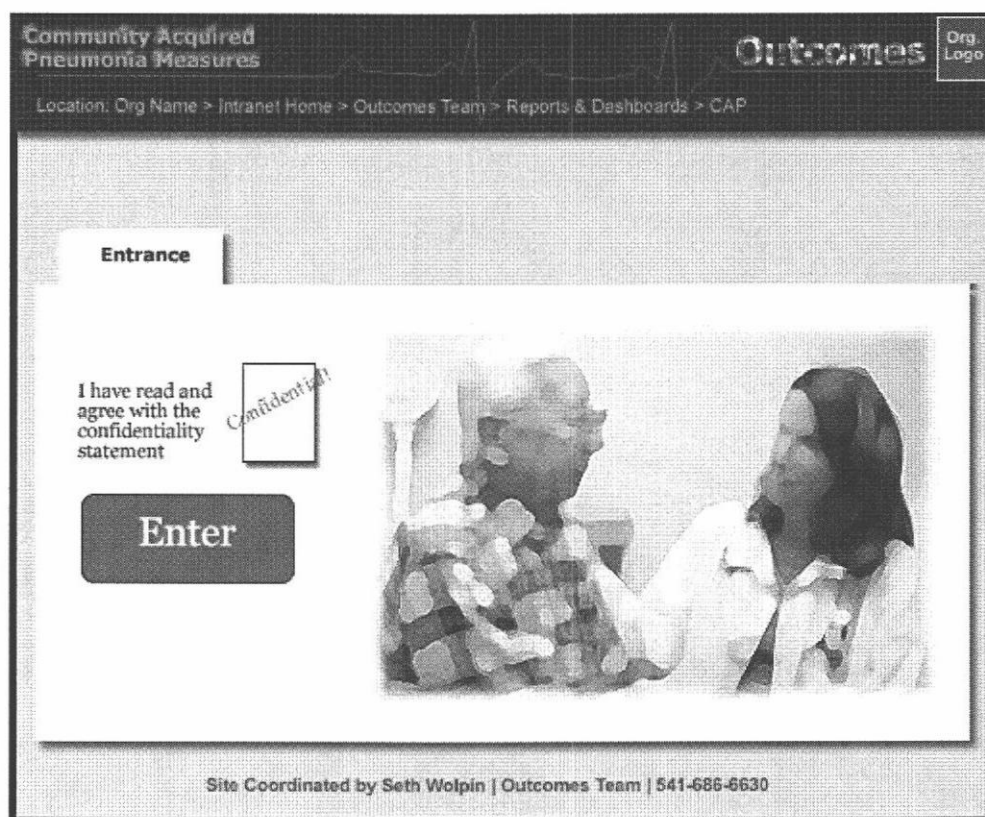 Community Acquired
Pneumonia Measures
Outcomes
Org.
Logo
Location: Org Name > Intranet Home > Outcomes Team > Reports & Dashboards > CAP
Entrance
I have read and
agree with the
confidentiality
statement
Confidential!
Enter
Site Coordinated by Seth Wolpin | Outcomes Team | 541-686-6630